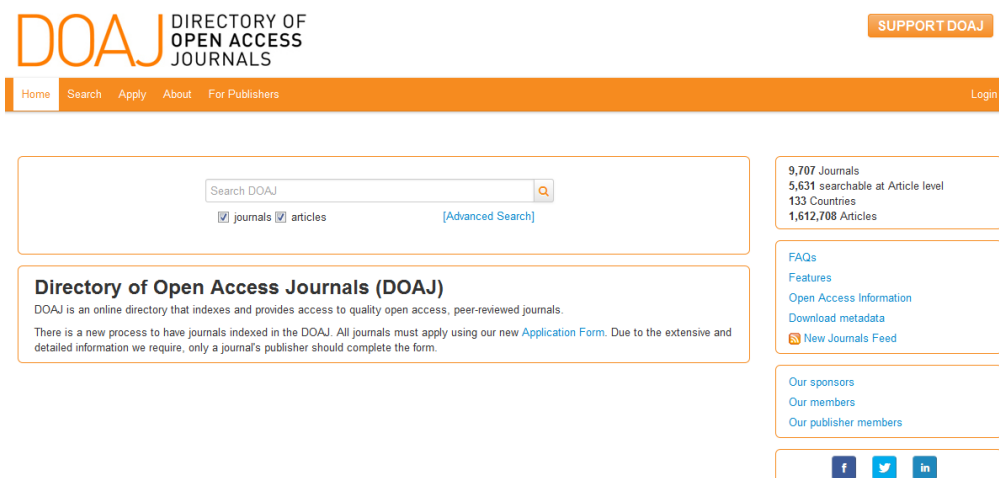 DOAJ
DIRECTORY OF
OPEN ACCESS
JOURNALS
SUPPORT DOAJ
Home Search Apply About For Publishers Login
Search DOAJ
journals articles [Advanced Search]
Directory of Open Access Journals (DOAJ)
DOAJ is an online directory that indexes and provides access to quality open access, peer-reviewed journals.
There is a new process to have journals indexed in the DOAJ. All journals must apply using our new Application Form. Due to the extensive and
detailed information we require, only a journal's publisher should complete the form.
9,707 Journals
5,631 searchable at Article level
133 Countries
1,612,708 Articles
FAQs
Features
Open Access Information
Download metadata
New Journals Feed
Our sponsors
Our members
Our publisher members
f in